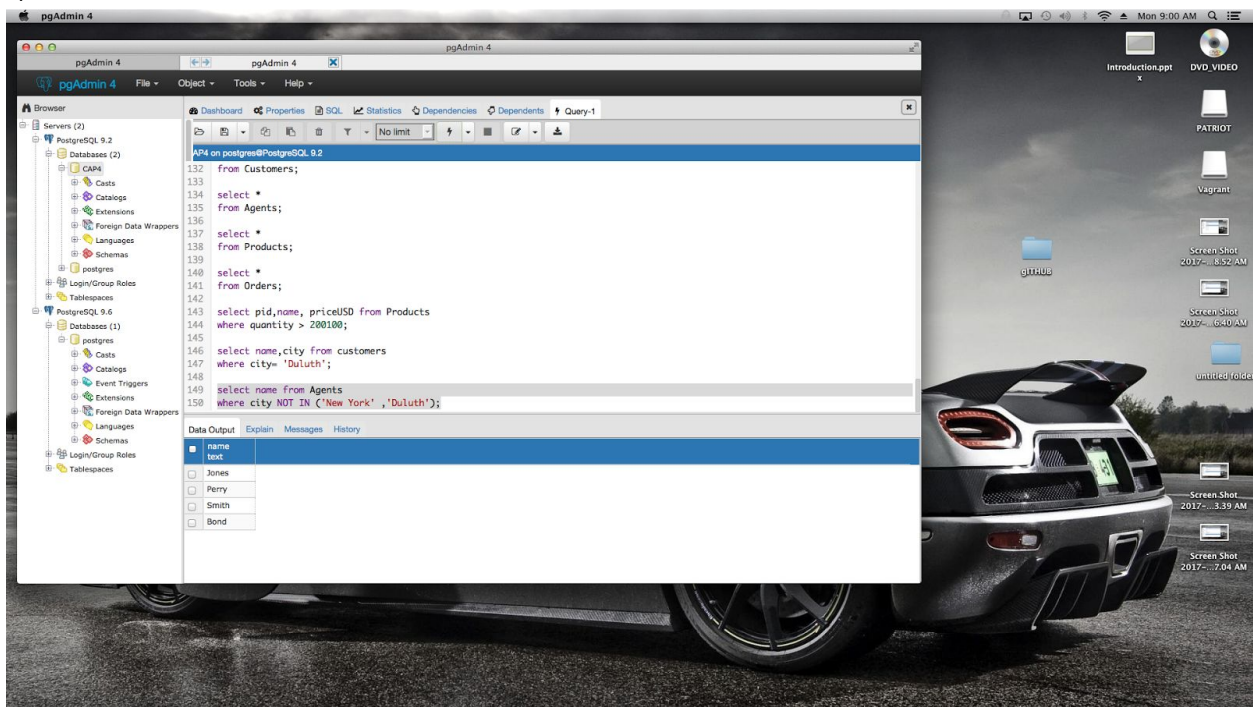 pgAdmin 4
Mon 9:00 AM
pgAdmin 4
pgAdmin 4
pgAdmin 4
pgAdmin 4 File Object Tools Help
Browser
Servers (2)
PostgreSQL 9.2
Databases (2)
CAP4
Casts
Catalogs
Extensions
Foreign Data Wrappers
Languages
Schemas
postgres
Login/Group Roles
Tablespaces
PostgreSQL 9.6
Databases (1)
postgres
Casts
Catalogs
Event Triggers
Extensions
Foreign Data Wrappers
Languages
Schemas
Login/Group Roles
Tablespaces
Dashboard Properties SQL Statistics Dependencies Dependents Query-1
No limit
AP4 on postgres@PostgreSQL 9.2
132 from Customers;
133
134 select *
135 from Agents;
136
137 select *
138 from Products;
139
140 select *
141 from Orders;
142
143 select pid,name, priceUSD from Products
144 where quantity > 200100;
145
146 select name,city from customers
147 where city= 'Duluth';
148
149 select name from Agents
150 where city NOT IN ('New York' ,'Duluth');
Data Output Explain Messages History
name
text
Jones
Perry
Smith
Bond
Introduction.ppt
x
DVD_VIDEO
PATRIOT
Vagrant
giTHUB
Screen Shot
2017-...8.52 AM
Screen Shot
2017-...6.40 AM
untitled folde
Screen Shot
2017-...3.39 AM
Screen Shot
2017-...7.04 AM